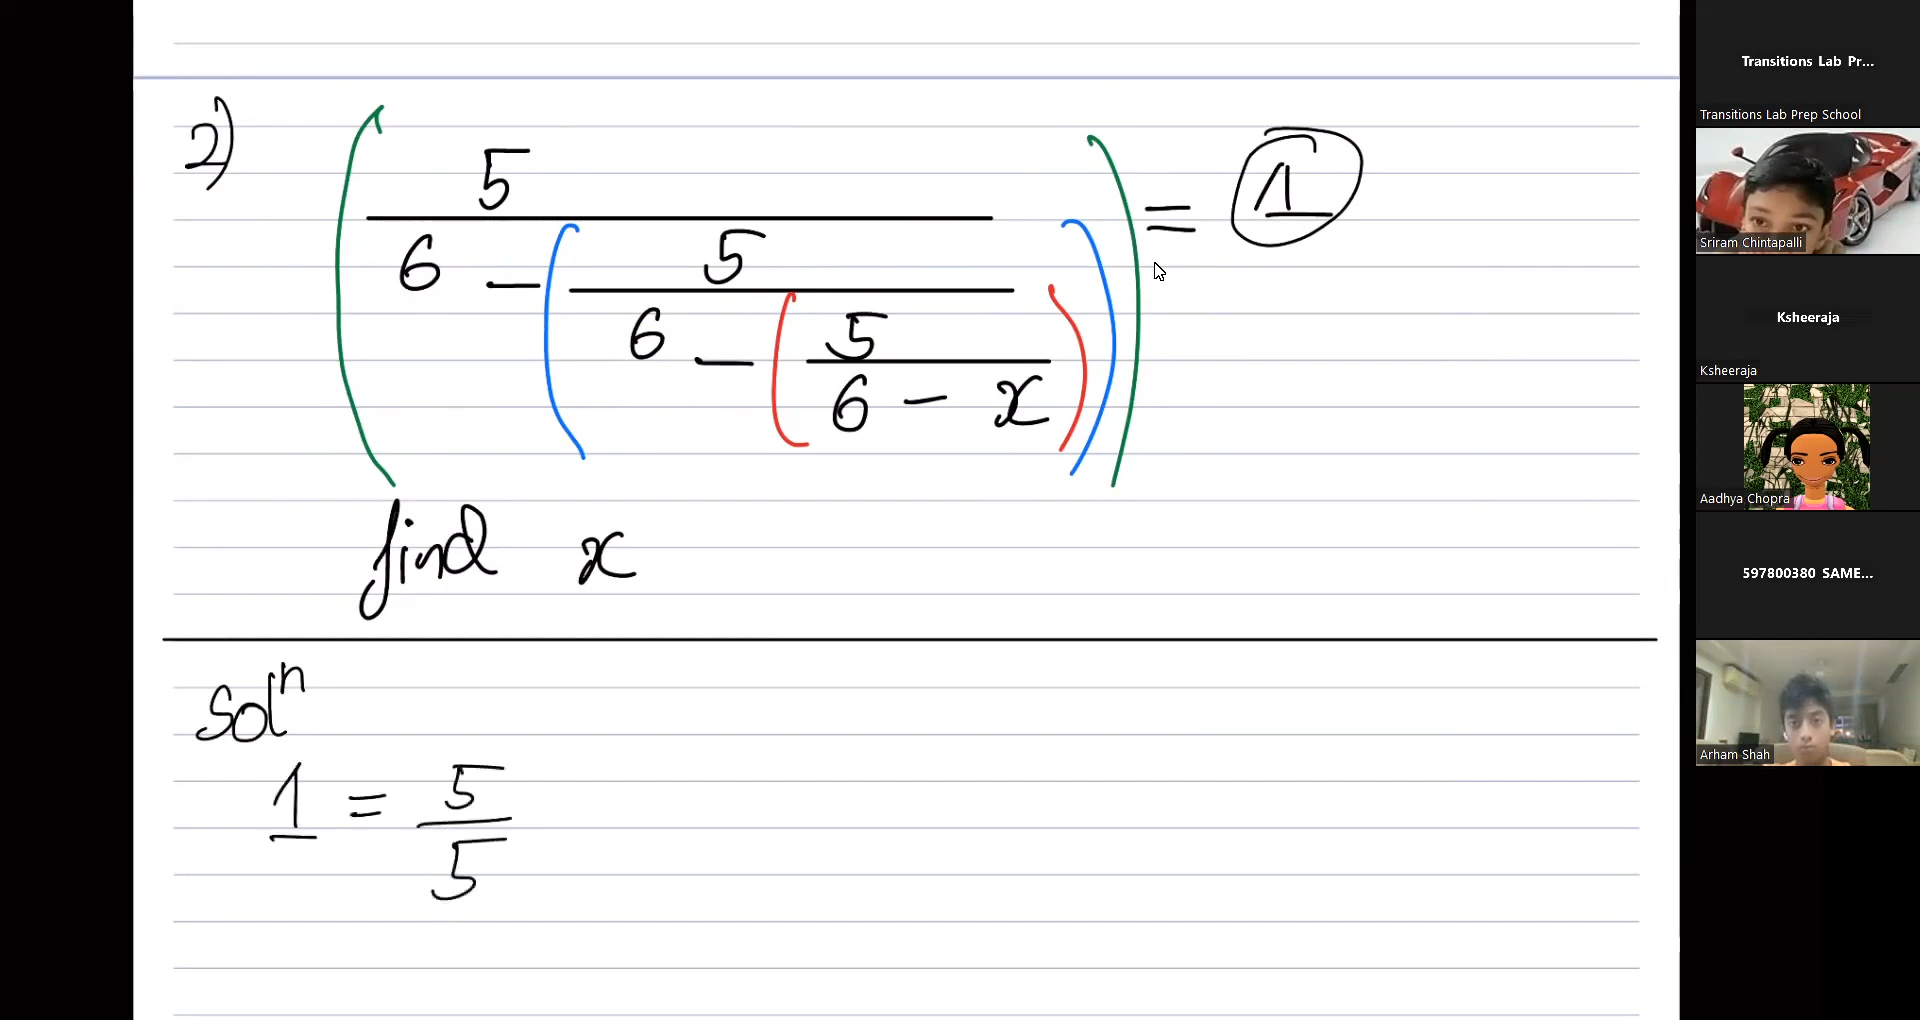 2)
5
6 - 5
6 - 5
6 - x
= 1
find x
Solⁿ
1 = 5
5
Transitions Lab Pr...
Transitions Lab Prep School
Sriram Chintapalli
Ksheeraja
Ksheeraja
Aadhya Chopra
597800380 SAME...
Arham Shah